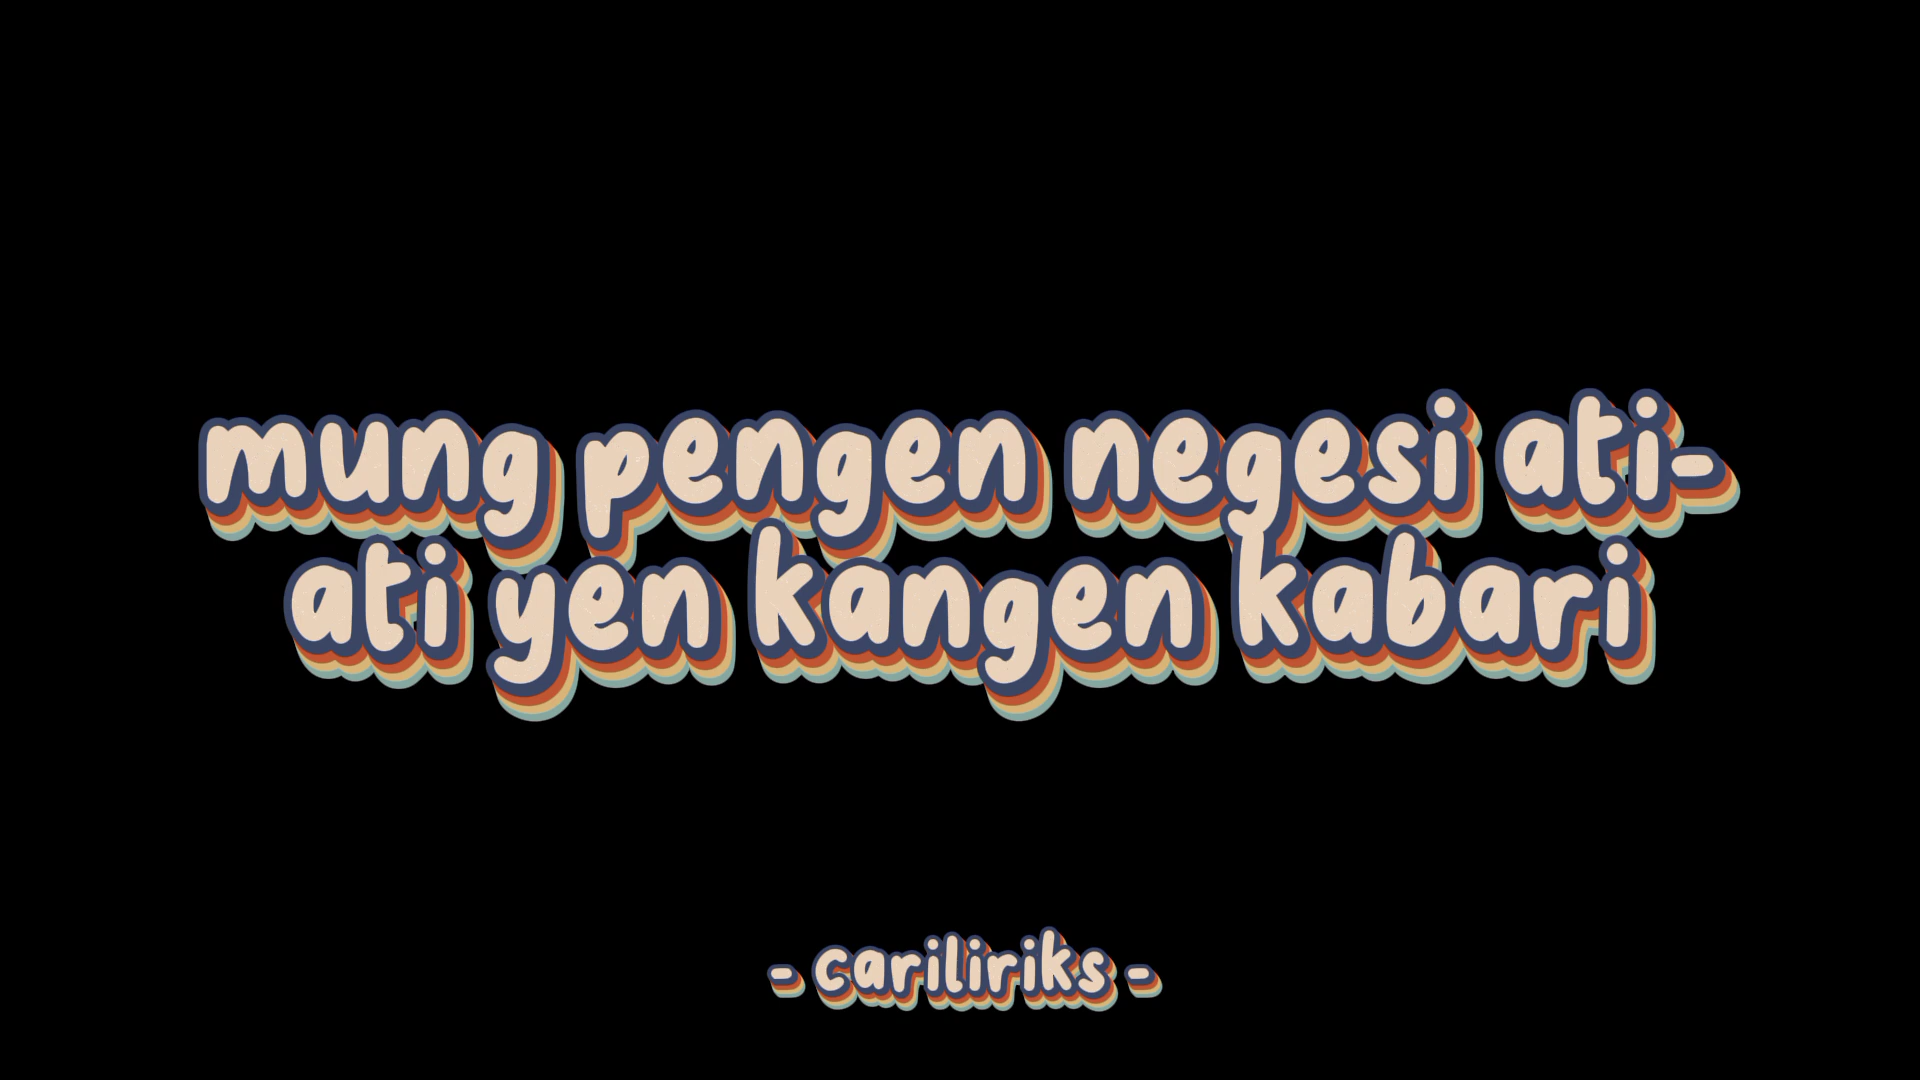 mung pengen negesi ati-
ati yen kangen kabari
- cariliriks -